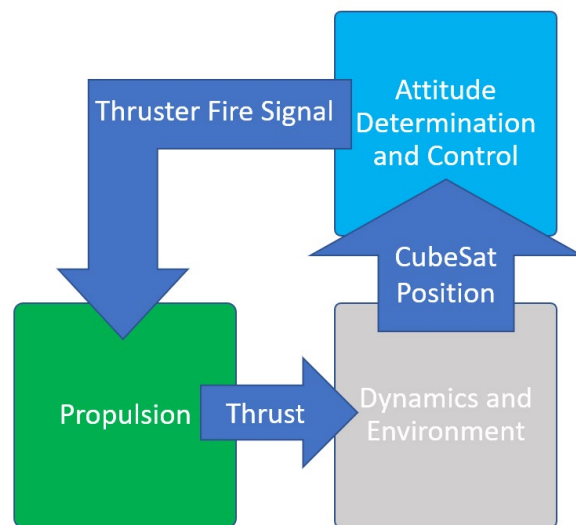 Thruster Fire Signal
Attitude
Determination
and Control
CubeSat
Position
Propulsion
Thrust
Dynamics and
Environment